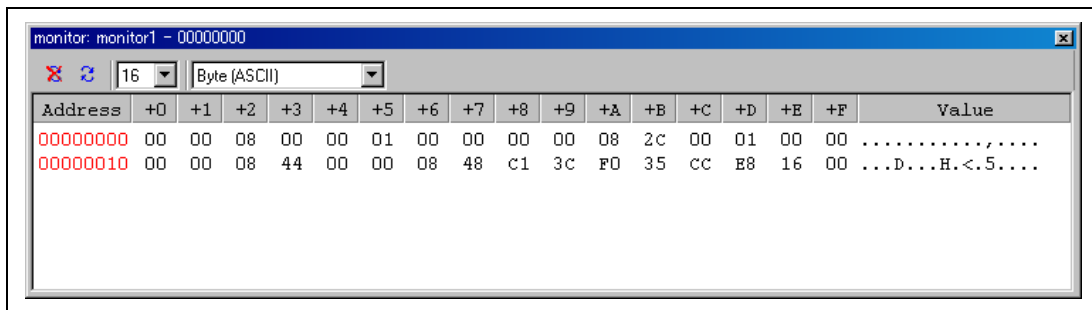 monitor: monitor1 - 00000000
16 Byte (ASCII)
Address +0 +1 +2 +3 +4 +5 +6 +7 +8 +9 +A +B +C +D +E +F Value
00000000 00 00 08 00 00 01 00 00 00 00 08 2C 00 01 00 00 ...........,....
00000010 00 00 08 44 00 00 08 48 C1 3C F0 35 CC E8 16 00 ...D...H.<.5....